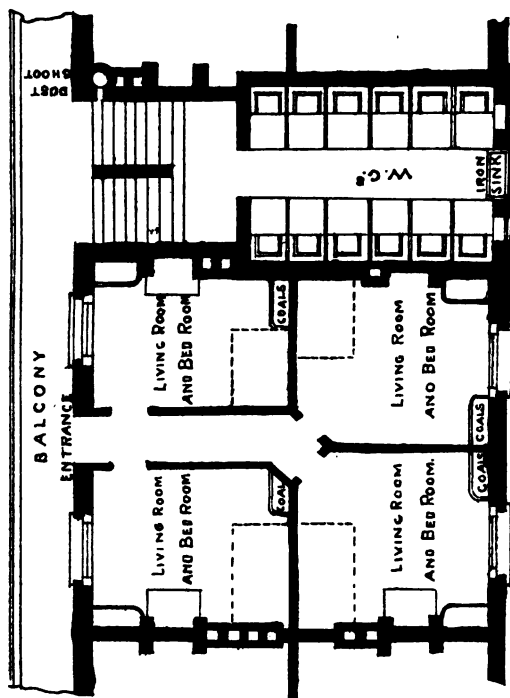 DUST
SHOOT
W.C.s
IRON
SINK
LIVING ROOM
AND BED ROOM
COALS
LIVING ROOM
AND BED ROOM.
BALCONY
ENTRANCE
COALS
COALS
LIVING ROOM
AND BED ROOM
COALS
LIVING ROOM
AND BED ROOM.